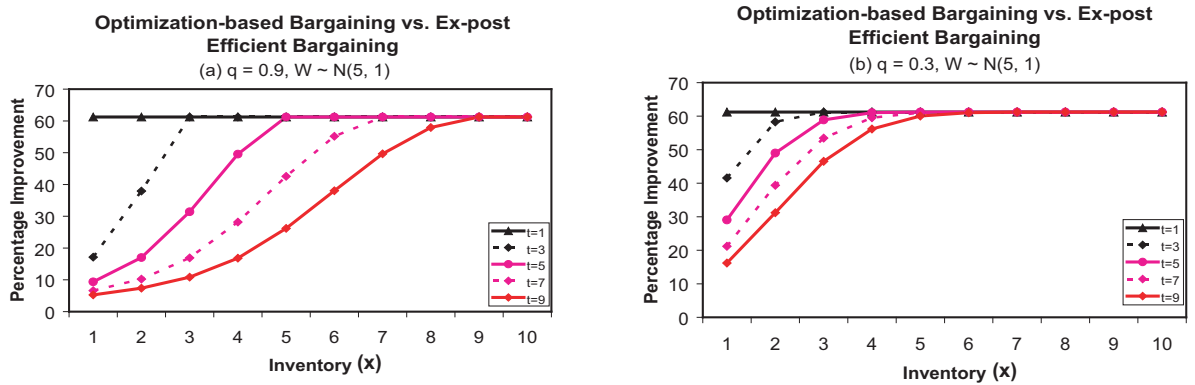 Optimization-based Bargaining vs. Ex-post
Efficient Bargaining
(a) q = 0.9, W ~ N(5, 1)
Percentage Improvement
70
60
50
40
30
20
10
0
1 2 3 4 5 6 7 8 9 10
Inventory (x)
t=1
t=3
t=5
t=7
t=9
Optimization-based Bargaining vs. Ex-post
Efficient Bargaining
(b) q = 0.3, W ~ N(5, 1)
Percentage Improvement
70
60
50
40
30
20
10
0
1 2 3 4 5 6 7 8 9 10
Inventory (x)
t=1
t=3
t=5
t=7
t=9